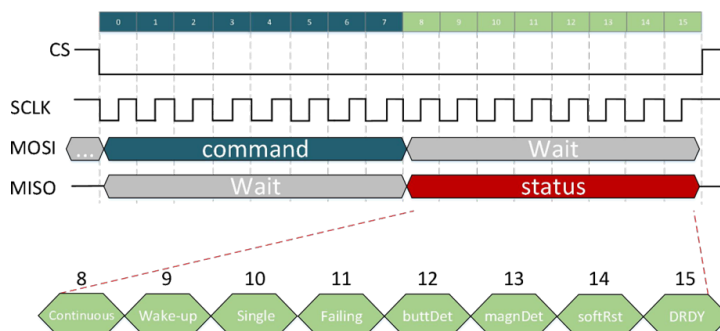 0 1 2 3 4 5 6 7 8 9 10 11 12 13 14 15
CS
SCLK
MOSI ... command Wait
MISO Wait status
8 9 10 11 12 13 14 15
Continuous Wake-up Single Failing buttDet magnDet softRst DRDY